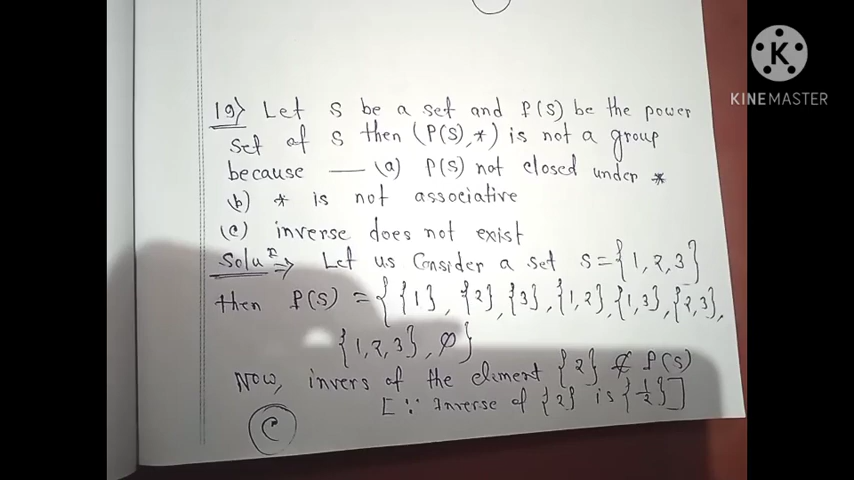 KINEMASTER
19> Let S be a set and P(S) be the power
set of S then (P(S), *) is not a group
because — (a) P(S) not closed under *
(b) * is not associative
(c) inverse does not exist
Soluⁿ ⇒ Let us Consider a set S = {1, 2, 3}
then P(S) = { {1}, {2}, {3}, {1, 2}, {1, 3}, {2, 3},
{1, 2, 3}, ϕ }
Now, invers of the element {2} ∉ P(S)
[∵ Inverse of {2} is {1/2}]
(c)